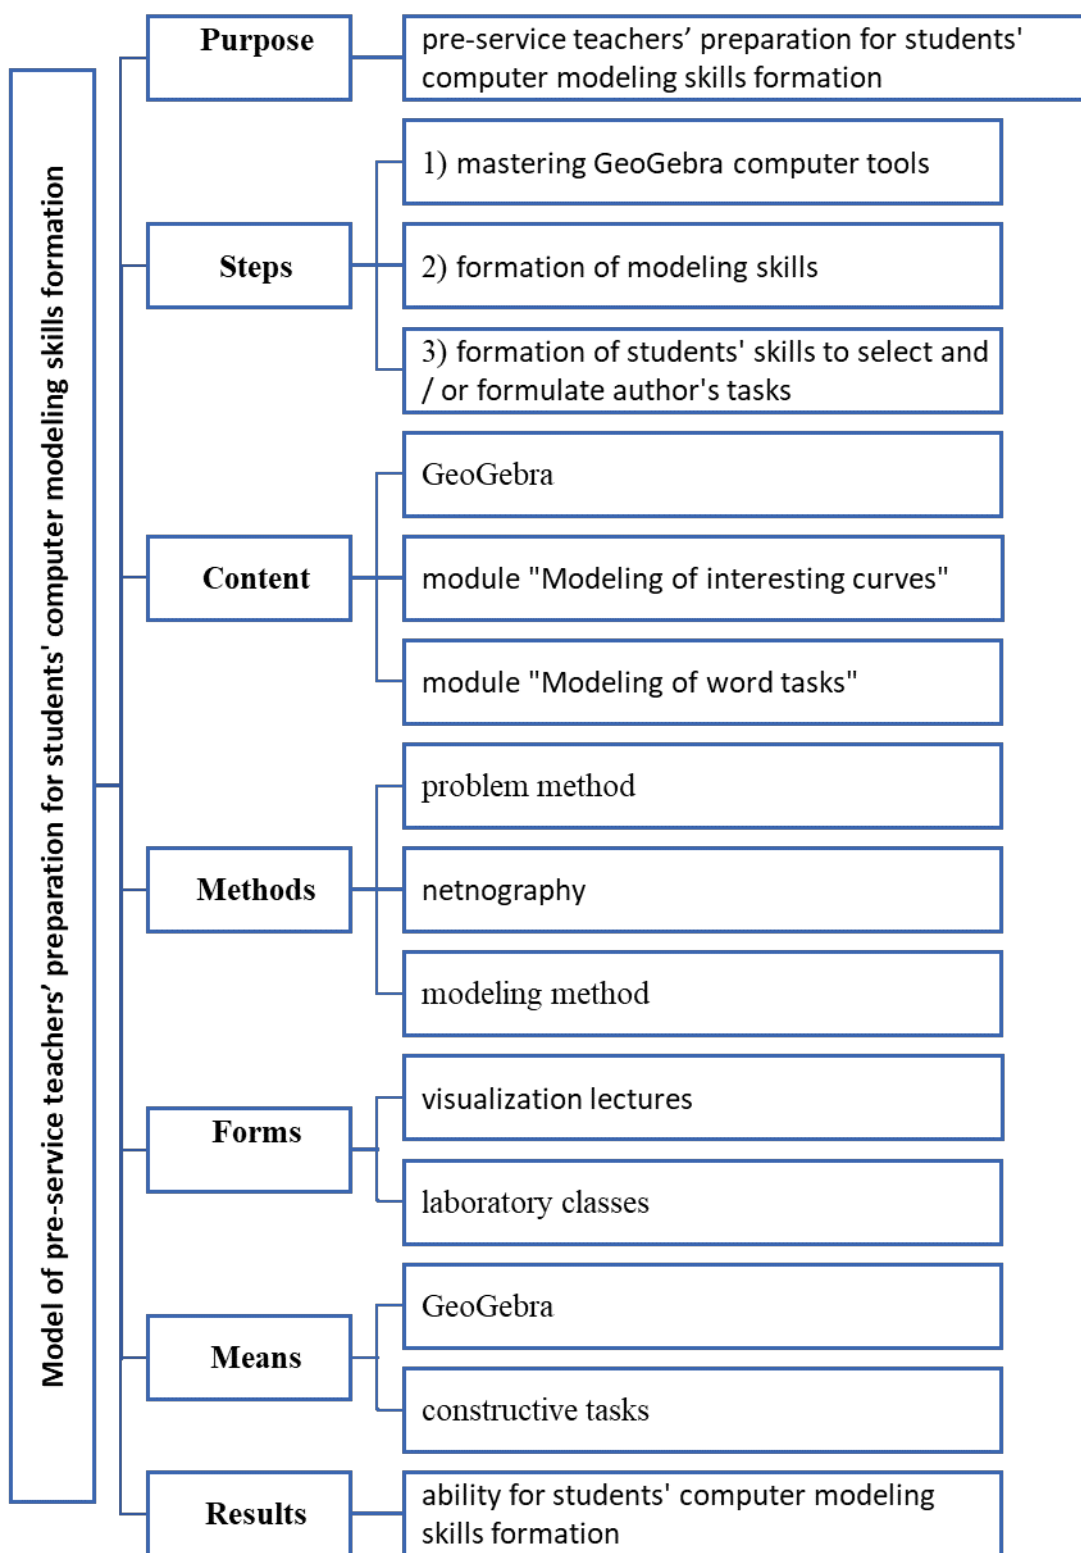 Model of pre-service teachers’ preparation for students' computer modeling skills formation
Purpose
pre-service teachers’ preparation for students'
computer modeling skills formation
Steps
1) mastering GeoGebra computer tools
2) formation of modeling skills
3) formation of students' skills to select and
/ or formulate author's tasks
Content
GeoGebra
module "Modeling of interesting curves"
module "Modeling of word tasks"
Methods
problem method
netnography
modeling method
Forms
visualization lectures
laboratory classes
Means
GeoGebra
constructive tasks
Results
ability for students' computer modeling
skills formation